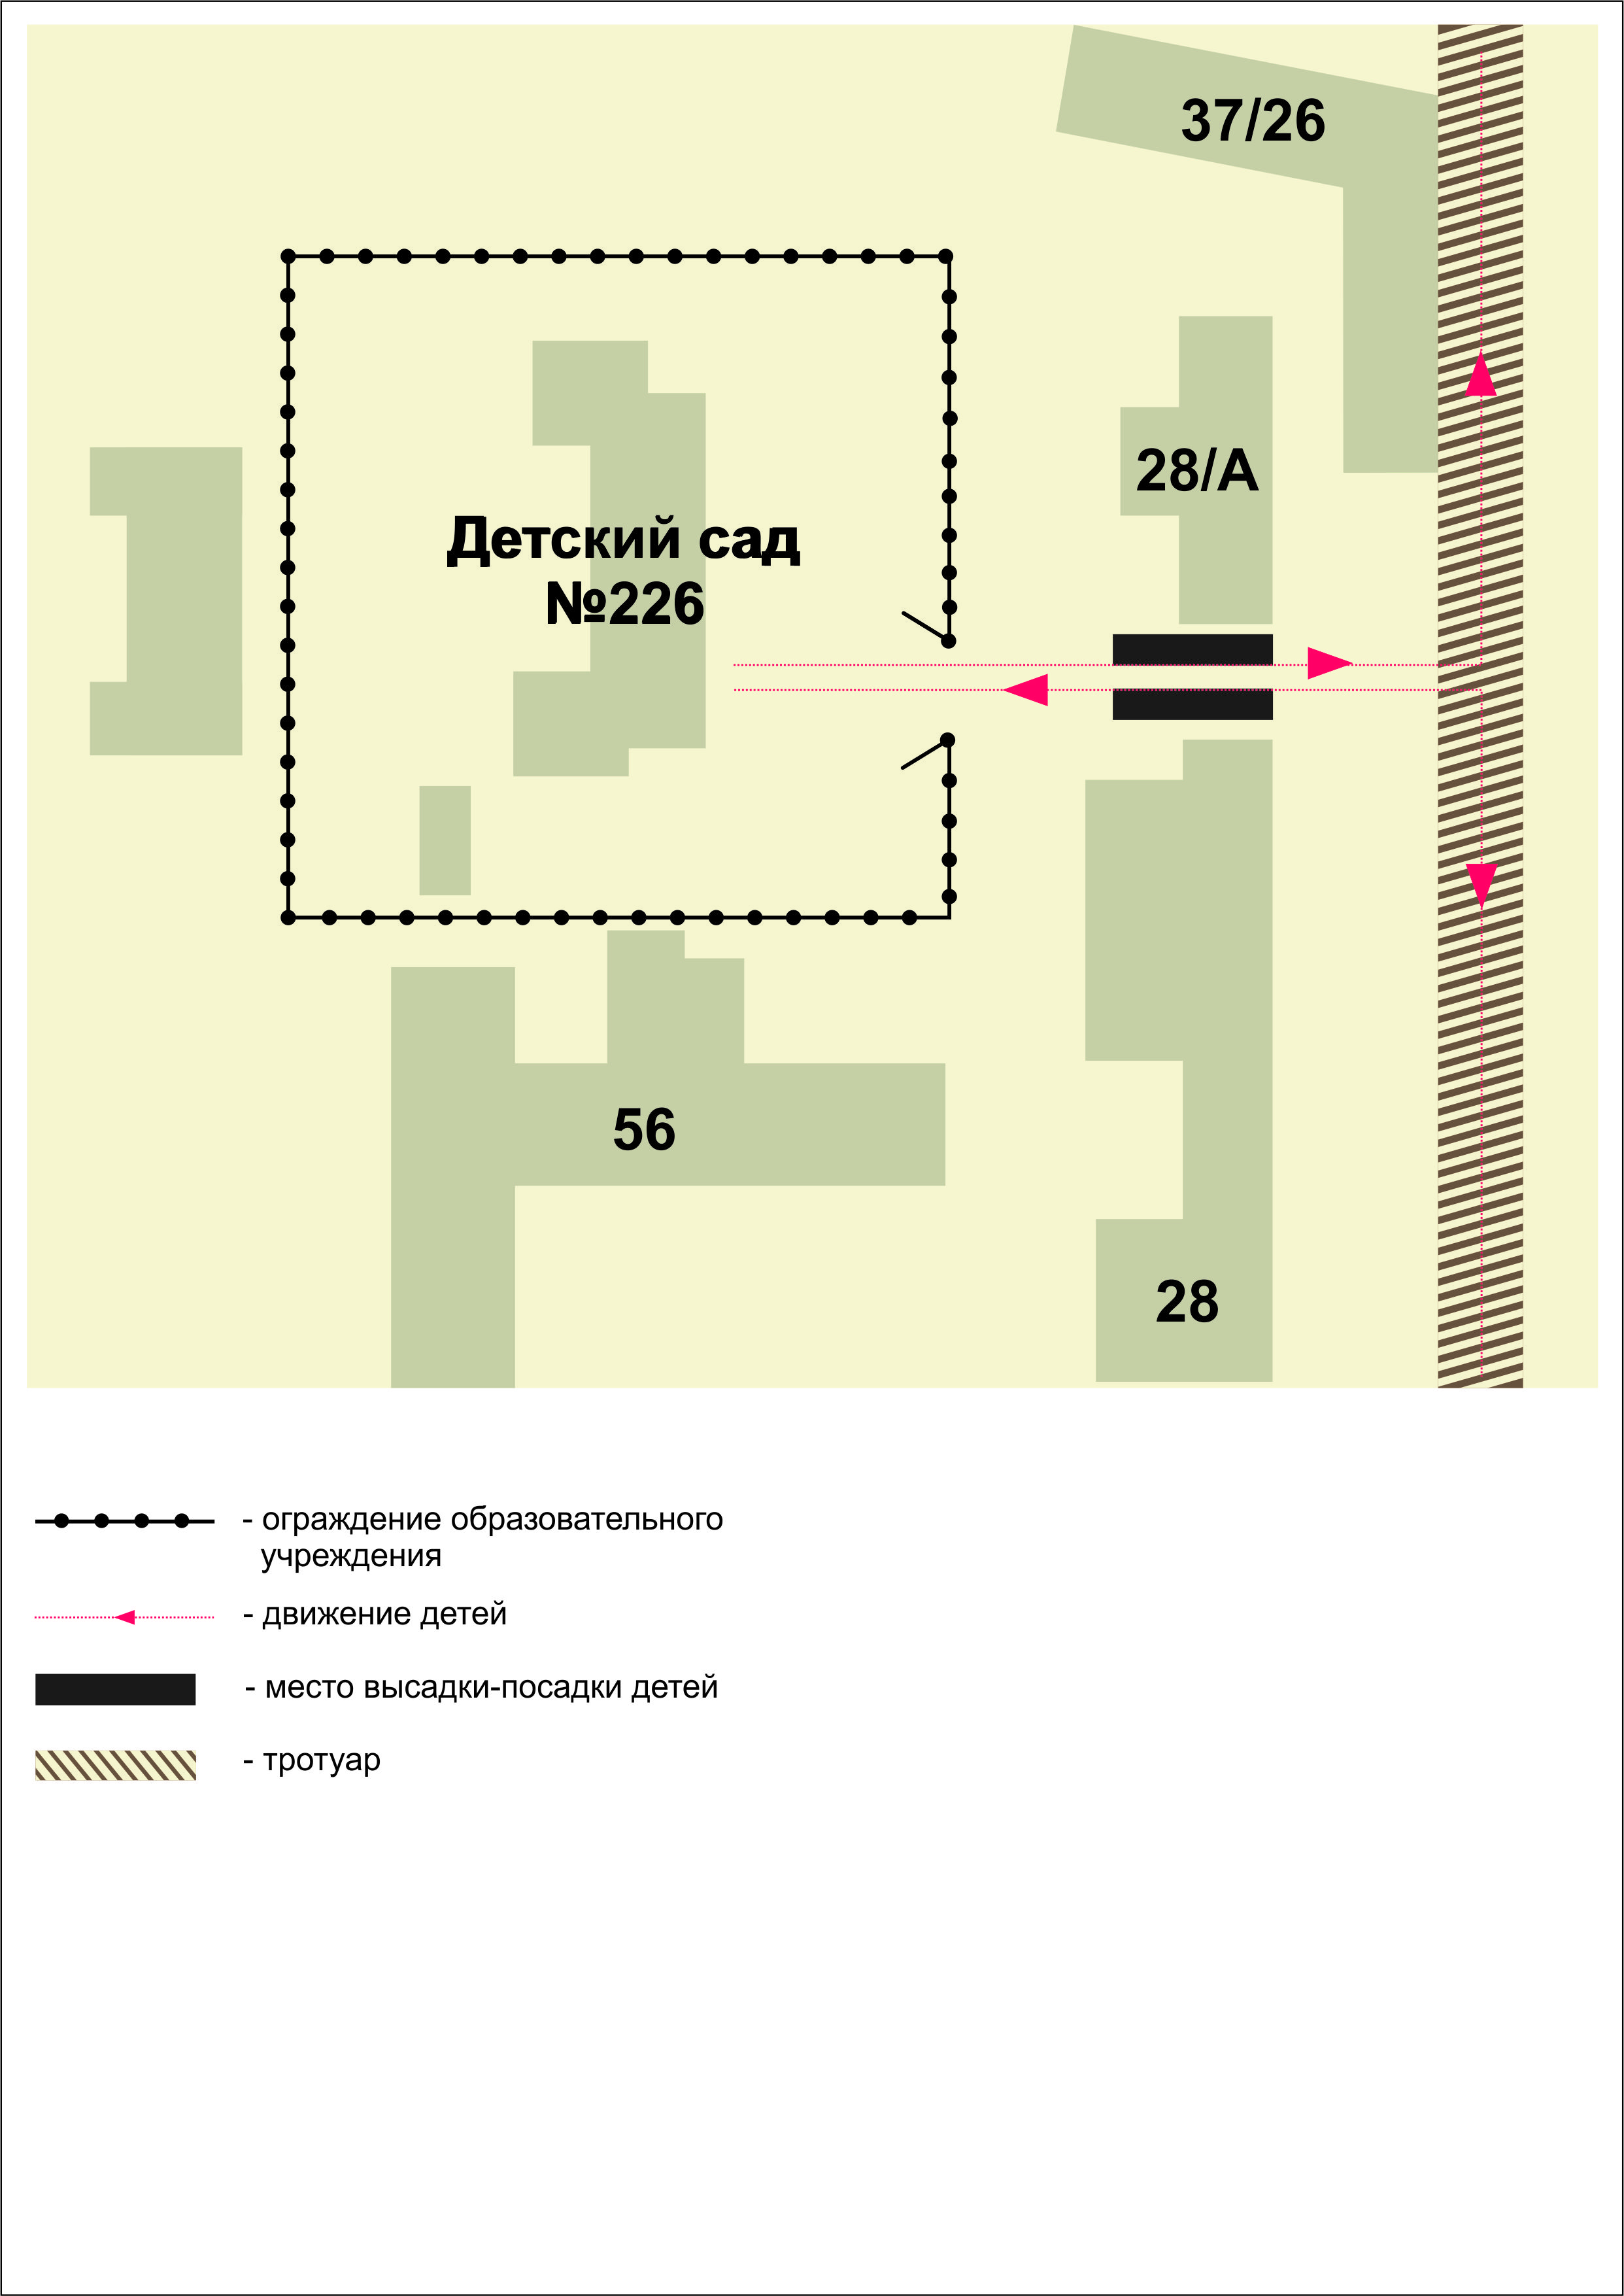 37/26
28/А
Детский сад
№226
56
28
- ограждение образовательного
учреждения
- движение детей
- место высадки-посадки детей
- тротуар